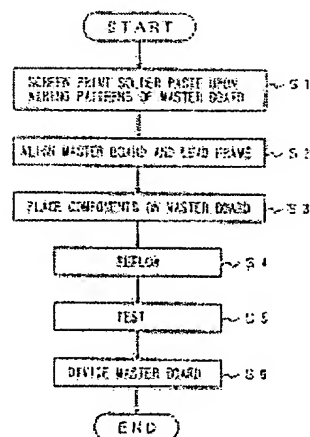 START
SCREEN PRINT SOLDER PASTE UPON
WIRING PATTERNS OF MASTER BOARD
S1
ALIGN MASTER BOARD AND LEAD FRAME
S2
PLACE COMPONENTS ON MASTER BOARD
S3
REFLOW
S4
TEST
S5
DIVIDE MASTER BOARD
S6
END